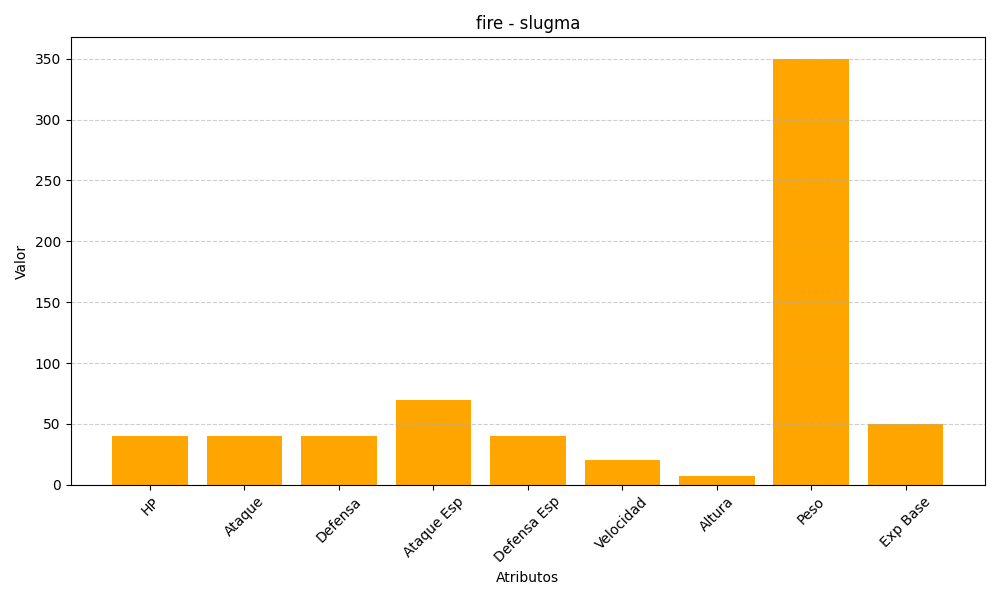 fire - slugma
Valor
350
300
250
200
150
100
50
0
HP
Ataque
Defensa
Ataque Esp
Defensa Esp
Velocidad
Altura
Peso
Exp Base
Atributos